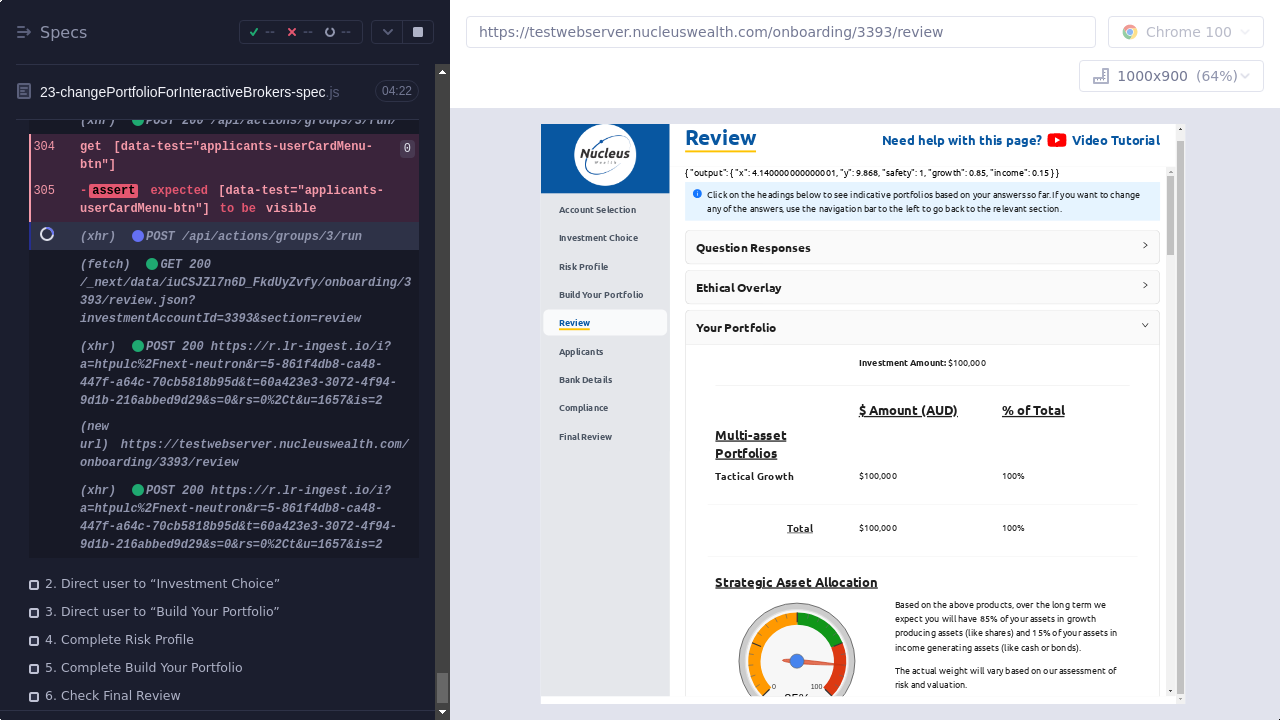 Specs
--
--
--
23-changePortfolioForInteractiveBrokers-spec.js
04:22
(xhr) POST 200 /api/actions/groups/3/run/
get [data-test="applicants-userCardMenu-
btn"]
0
305
-assert expected [data-test="applicants-
userCardMenu-btn"] to be visible
(xhr) POST /api/actions/groups/3/run
(fetch) GET 200
/_next/data/iuCSJZl7n6D_FkdUyZvfy/onboarding/3
393/review.json?
investmentAccountId=3393&section=review
(xhr) POST 200 https://r.lr-ingest.io/i?
a=htpulc%2Fnext-neutron&r=5-861f4db8-ca48-
447f-a64c-70cb5818b95d&t=60a423e3-3072-4f94-
9d1b-216abbed9d29&s=0&rs=0%2Ct&u=1657&is=2
(new
url) https://testwebserver.nucleuswealth.com/
onboarding/3393/review
(xhr) POST 200 https://r.lr-ingest.io/i?
a=htpulc%2Fnext-neutron&r=5-861f4db8-ca48-
447f-a64c-70cb5818b95d&t=60a423e3-3072-4f94-
9d1b-216abbed9d29&s=0&rs=0%2Ct&u=1657&is=2
2. Direct user to “Investment Choice”
3. Direct user to “Build Your Portfolio”
4. Complete Risk Profile
5. Complete Build Your Portfolio
6. Check Final Review
https://testwebserver.nucleuswealth.com/onboarding/3393/review
Chrome 100
1000x900 (64%)
Nucleus
Wealth
Account Selection
Investment Choice
Risk Profile
Build Your Portfolio
Review
Applicants
Bank Details
Compliance
Final Review
Review
Need help with this page? Video Tutorial
{ "output": { "x": 4.140000000000001, "y": 9.868, "safety": 1, "growth": 0.85, "income": 0.15 } }
Click on the headings below to see indicative portfolios based on your answers so far. If you want to change
any of the answers, use the navigation bar to the left to go back to the relevant section.
Question Responses
Ethical Overlay
Your Portfolio
Investment Amount: $100,000
$ Amount (AUD) % of Total
Multi-asset
Portfolios
Tactical Growth $100,000 100%
Total $100,000 100%
Strategic Asset Allocation
Based on the above products, over the long term we
expect you will have 85% of your assets in growth
producing assets (like shares) and 15% of your assets in
income generating assets (like cash or bonds).
The actual weight will vary based on our assessment of
risk and valuation.
0
100